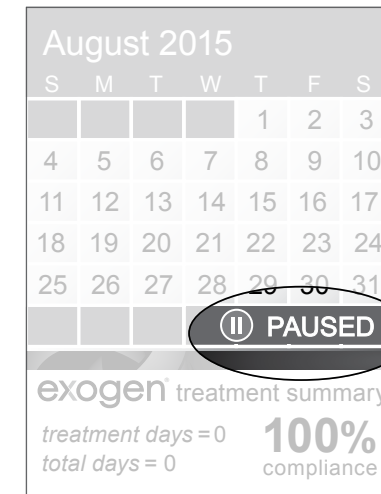 August 2015
S M T W T F S
1 2 3
4 5 6 7 8 9 10
11 12 13 14 15 16 17
18 19 20 21 22 23 24
25 26 27 28 29 30 31
PAUSED
exogen treatment summary
treatment days = 0
total days = 0
100%
compliance